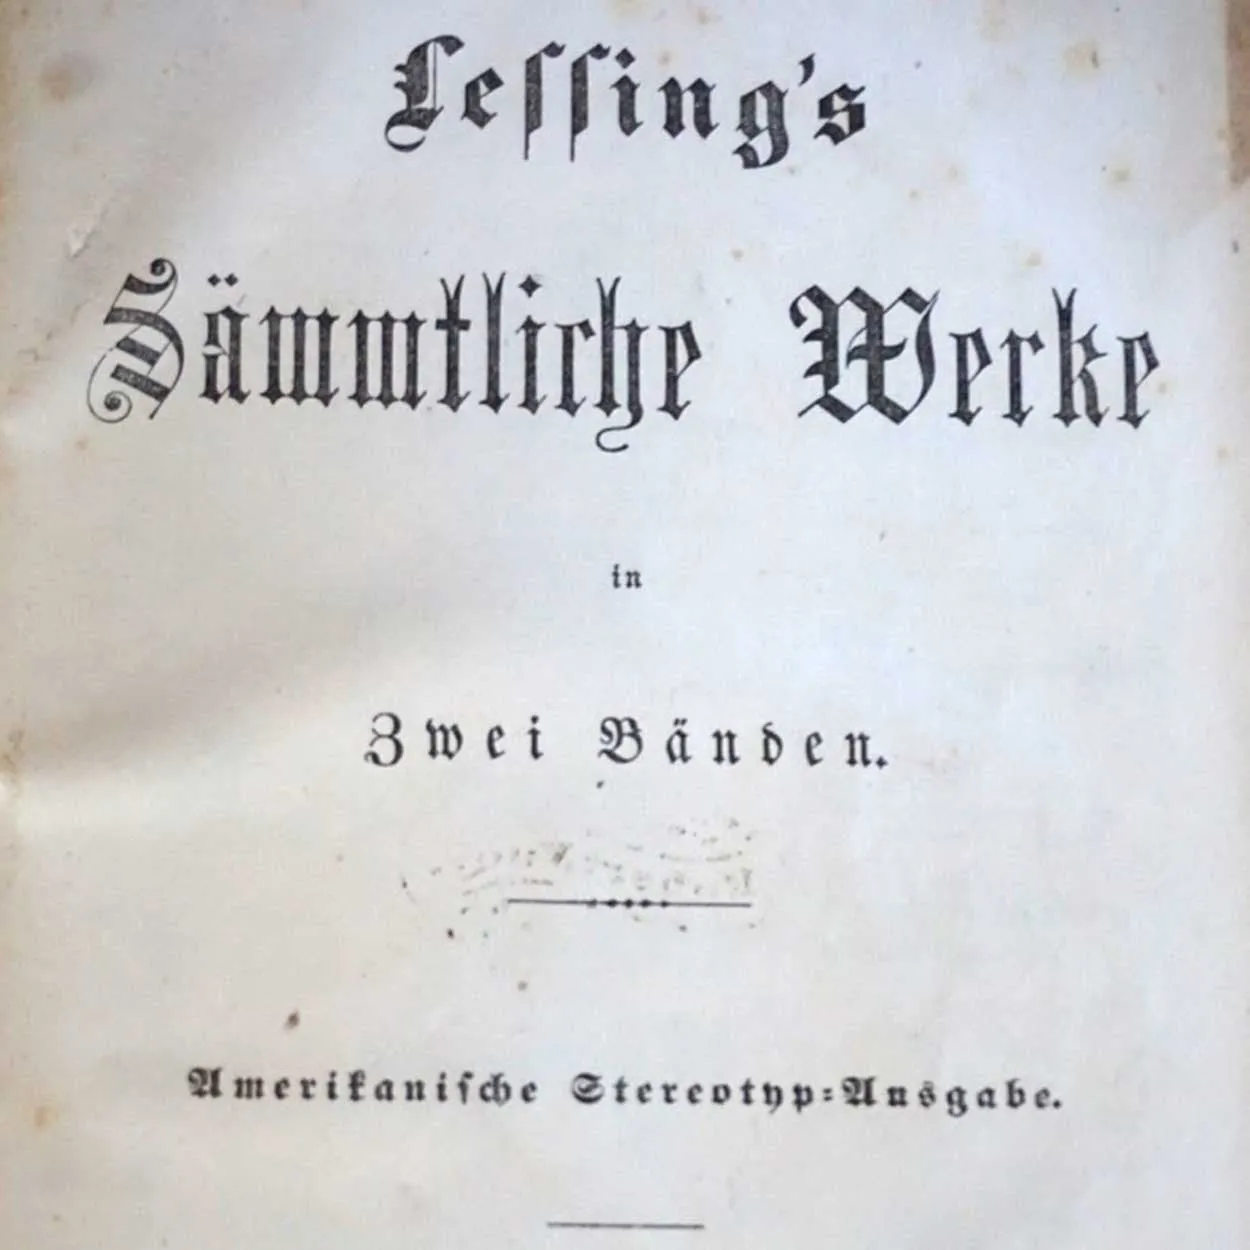 Lessing's
Sämmtliche Werke
in
Zwei Bänden.
Amerikanische Stereotyp-Ausgabe.